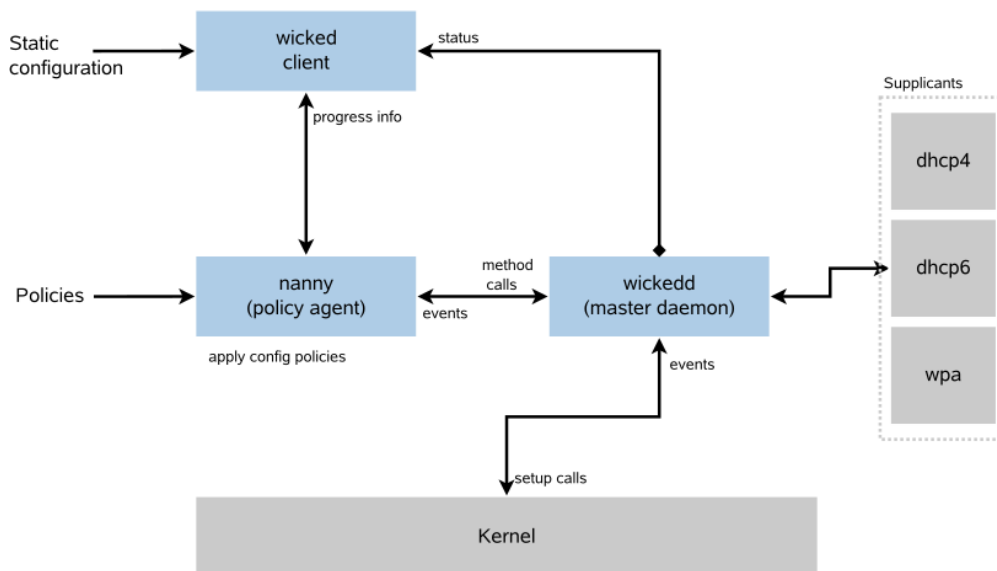 Static
configuration
wicked
client
status
progress info
Supplicants
dhcp4
dhcp6
wpa
Policies
nanny
(policy agent)
method
calls
events
wickedd
(master daemon)
apply config policies
events
setup calls
Kernel